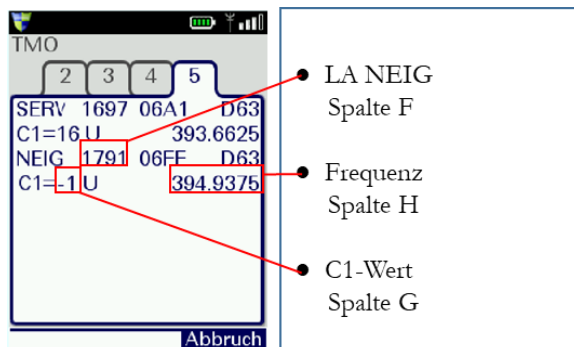 TMO
2 3 4 5
SERV 1697 06A1 D63
C1=16 U 393.6625
NEIG 1791 06FF D63
C1=-1 U 394.9375
Abbruch
LA NEIG
Spalte F
Frequenz
Spalte H
C1-Wert
Spalte G